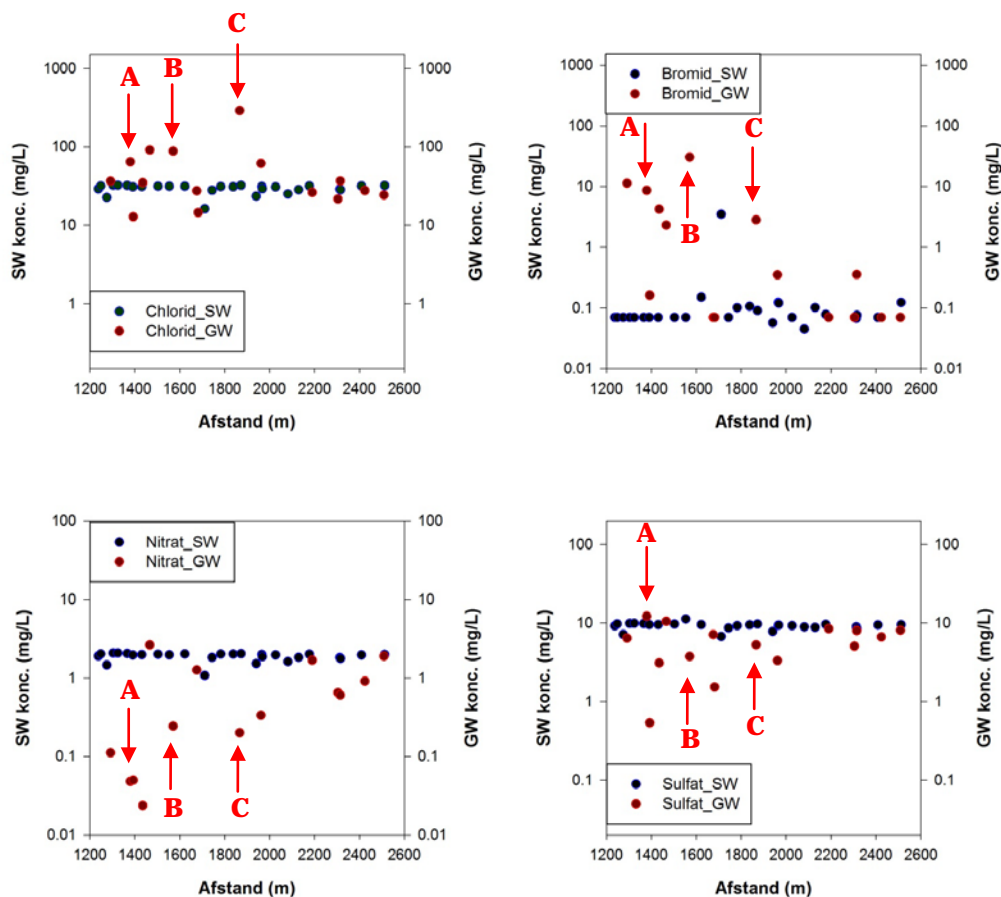 C
A
B
1000
100
10
1
1000
100
10
1
SW konc. (mg/L)
GW konc. (mg/L)
Chlorid_SW
Chlorid_GW
1200 1400 1600 1800 2000 2200 2400 2600
Afstand (m)
Bromid_SW
Bromid_GW
A
C
B
1000
100
10
1
0.1
0.01
1000
100
10
1
0.1
0.01
SW konc. (mg/L)
GW konc. (mg/L)
1200 1400 1600 1800 2000 2200 2400 2600
Afstand (m)
Nitrat_SW
Nitrat_GW
A
B
C
100
10
1
0.1
0.01
100
10
1
0.1
0.01
SW konc. (mg/L)
GW konc. (mg/L)
1200 1400 1600 1800 2000 2200 2400 2600
Afstand (m)
A
B
C
100
10
1
0.1
100
10
1
0.1
SW konc. (mg/L)
GW konc. (mg/L)
Sulfat_SW
Sulfat_GW
1200 1400 1600 1800 2000 2200 2400 2600
Afstand (m)